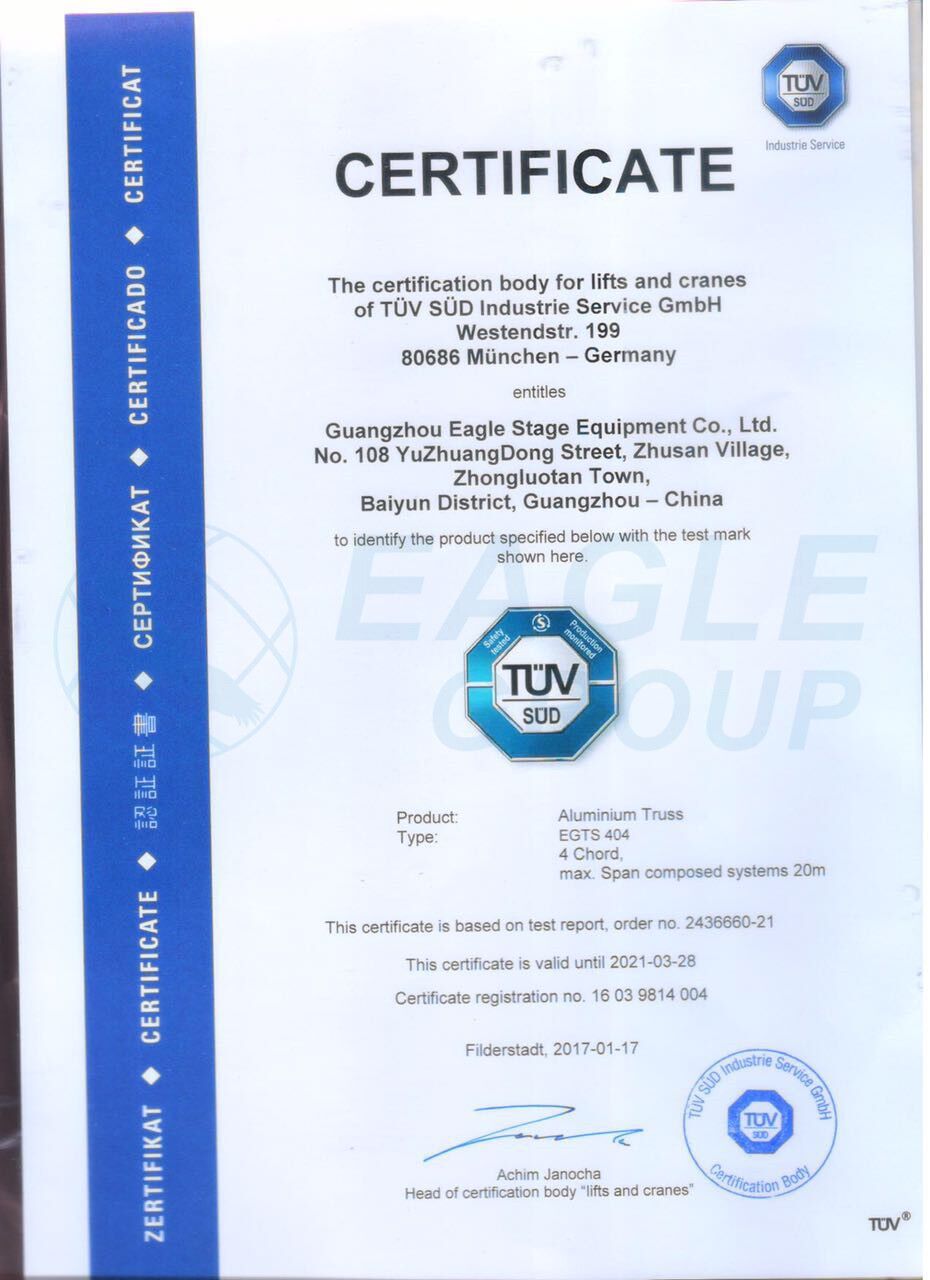 ZERTIFIKAT ◆ CERTIFICATE ◆ 認証証書 ◆ СЕРТИФИКАТ ◆ CERTIFICADO ◆ CERTIFICAT
TÜV
SÜD
Industrie Service
CERTIFICATE
The certification body for lifts and cranes
of TÜV SÜD Industrie Service GmbH
Westendstr. 199
80686 München – Germany
entitles
Guangzhou Eagle Stage Equipment Co., Ltd.
No. 108 YuZhuangDong Street, Zhusan Village,
Zhongluotan Town,
Baiyun District, Guangzhou – China
to identify the product specified below with the test mark
shown here.
EAGLE
GROUP
Safety
tested
S
Production
monitored
TÜV
SÜD
Product: Aluminium Truss
Type: EGTS 404
4 Chord,
max. Span composed systems 20m
This certificate is based on test report, order no. 2436660-21
This certificate is valid until 2021-03-28
Certificate registration no. 16 03 9814 004
Filderstadt, 2017-01-17
TÜV SÜD Industrie Service GmbH
TÜV
SÜD
Certification Body
Achim Janocha
Head of certification body “lifts and cranes”
TÜV®